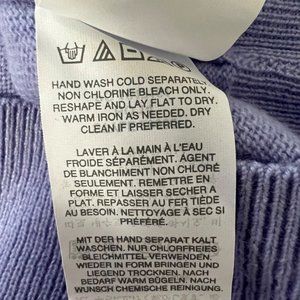 HAND WASH COLD SEPARATELY
NON CHLORINE BLEACH ONLY.
RESHAPE AND LAY FLAT TO DRY.
WARM IRON AS NEEDED. DRY
CLEAN IF PREFERRED.
LAVER À LA MAIN À L'EAU
FROIDE SÉPARÉMENT. AGENT
DE BLANCHIMENT NON CHLORÉ
SEULEMENT. REMETTRE EN
FORME ET LAISSER SECHER A
PLAT. REPASSER AU FER TIÈDE
AU BESOIN. NETTOYAGE À SEC SI
PRÉFÉRÉ.
MIT DER HAND SEPARAT KALT
WASCHEN. NUR CHLORFREIES
BLEICHMITTEL VERWENDEN.
WIEDER IN FORM BRINGEN UND
LIEGEND TROCKNEN. NACH
BEDARF WARM BÜGELN. NACH
WUNSCH CHEMISCHE REINIGUNG.